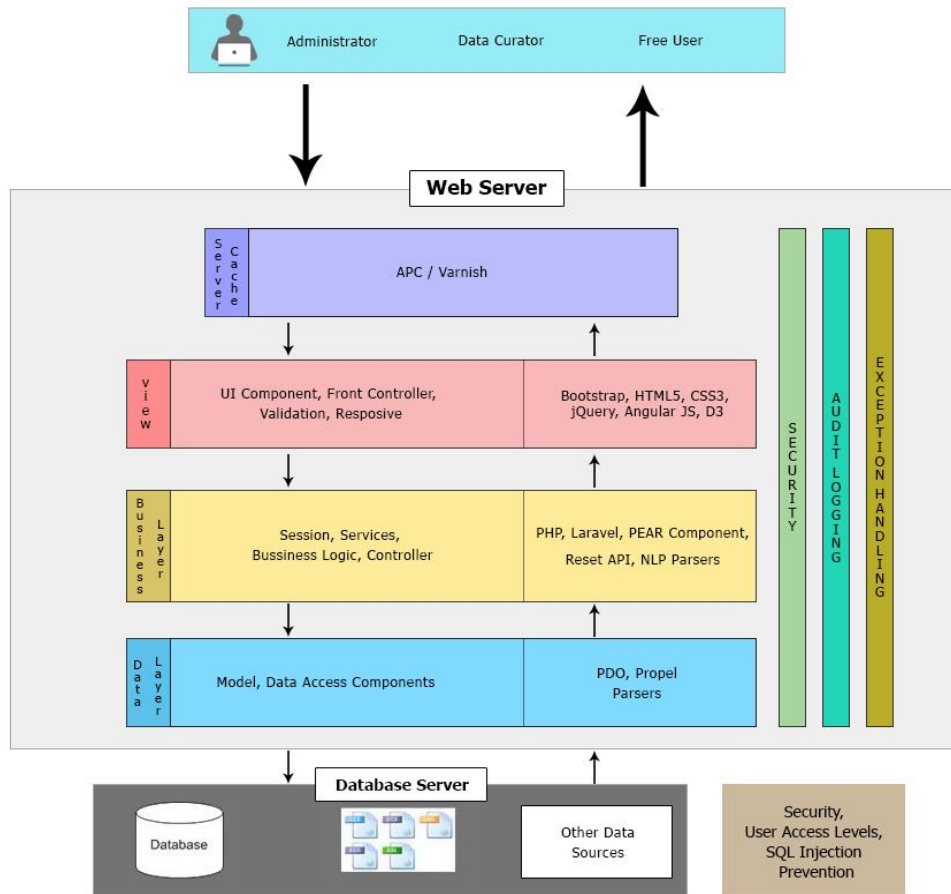 Administrator
Data Curator
Free User
Web Server
Server
Cache
APC / Varnish
view
UI Component, Front Controller,
Validation, Resposive
Bootstrap, HTML5, CSS3,
jQuery, Angular JS, D3
Business
Layer
Session, Services,
Bussiness Logic, Controller
PHP, Laravel, PEAR Component,
Reset API, NLP Parsers
Data
Layer
Model, Data Access Components
PDO, Propel
Parsers
SECURITY
AUDIT LOGGING
EXCEPTION HANDLING
Database Server
Database
Other Data
Sources
Security,
User Access Levels,
SQL Injection
Prevention